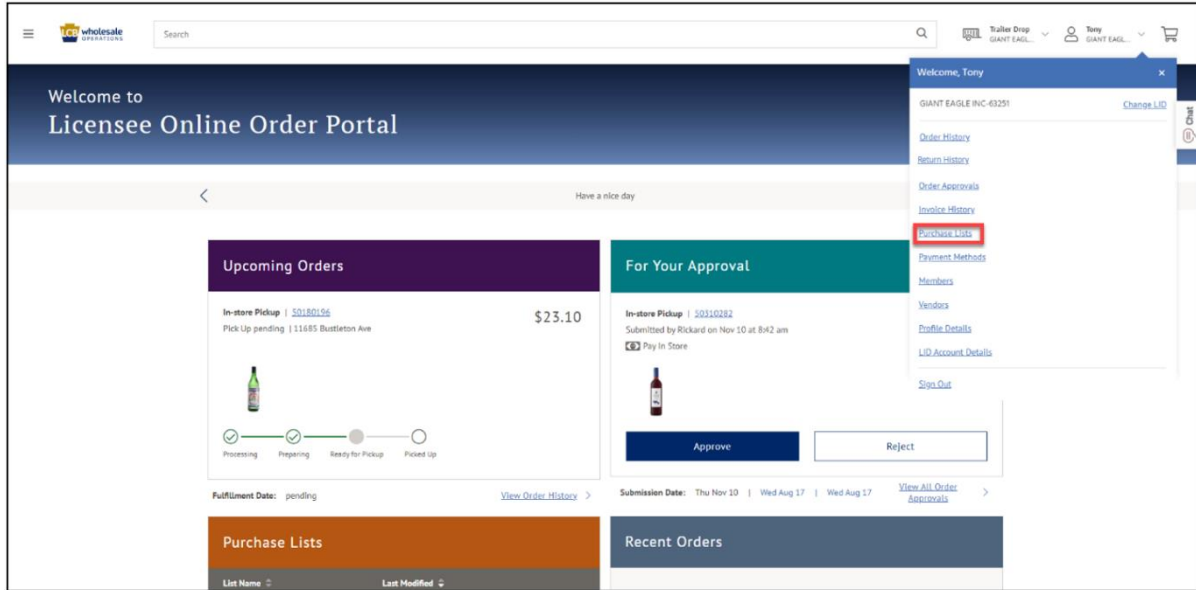 LCB wholesale
OPERATIONS
Search
Trailer Drop
GIANT EAGL...
Tony
GIANT EAGL...
Welcome to
Licensee Online Order Portal
Welcome, Tony
GIANT EAGLE INC-63251
Change LID
Order History
Return History
Order Approvals
Invoice History
Purchase Lists
Payment Methods
Members
Vendors
Profile Details
LID Account Details
Sign Out
Chat
Have a nice day
Upcoming Orders
In-store Pickup | 50180196
$23.10
Pick Up pending | 11685 Bustleton Ave
Processing
Preparing
Ready for Pickup
Picked Up
Fulfillment Date: pending
View Order History
For Your Approval
In-store Pickup | 50310282
Submitted by Rickard on Nov 10 at 8:42 am
Pay In Store
Approve
Reject
Submission Date: Thu Nov 10 | Wed Aug 17 | Wed Aug 17
View All Order
Approvals
Purchase Lists
List Name
Last Modified
Recent Orders